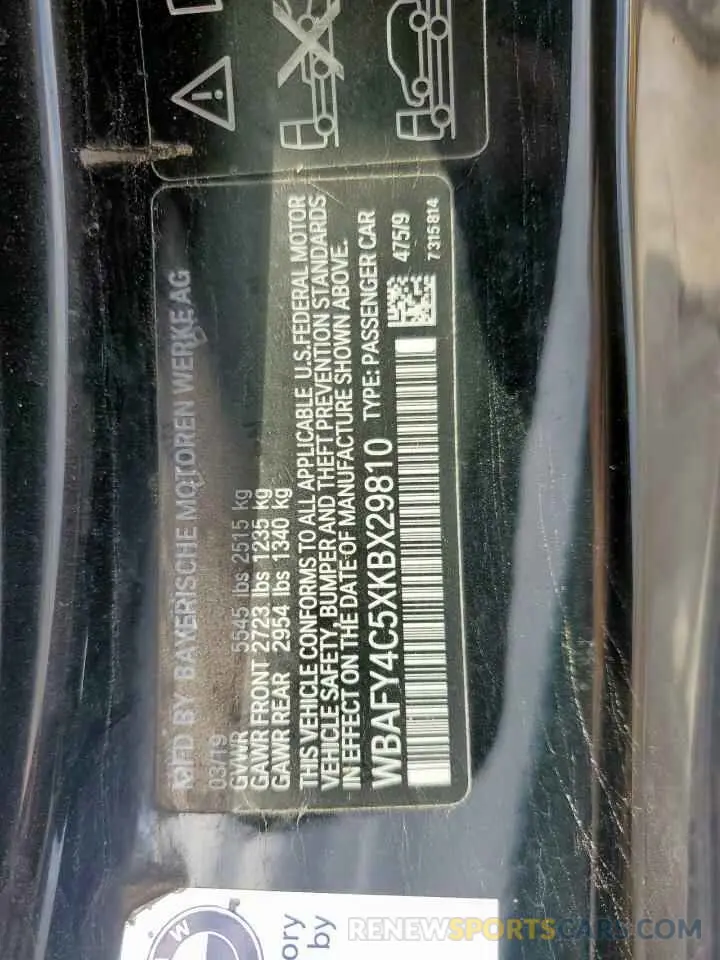 MFD BY BAYERISCHE MOTOREN WERKE AG
03/19
GVWR 5545 lbs 2515 kg
GAWR FRONT 2723 lbs 1235 kg
GAWR REAR 2954 lbs 1340 kg
THIS VEHICLE CONFORMS TO ALL APPLICABLE U.S.FEDERAL MOTOR
VEHICLE SAFETY, BUMPER AND THEFT PREVENTION STANDARDS
IN EFFECT ON THE DATE OF MANUFACTURE SHOWN ABOVE.
WBAFY4C5XKBX29810 TYPE: PASSENGER CAR
475/9
7315814
W
ory
by
RENEWSPORTSCARS.COM